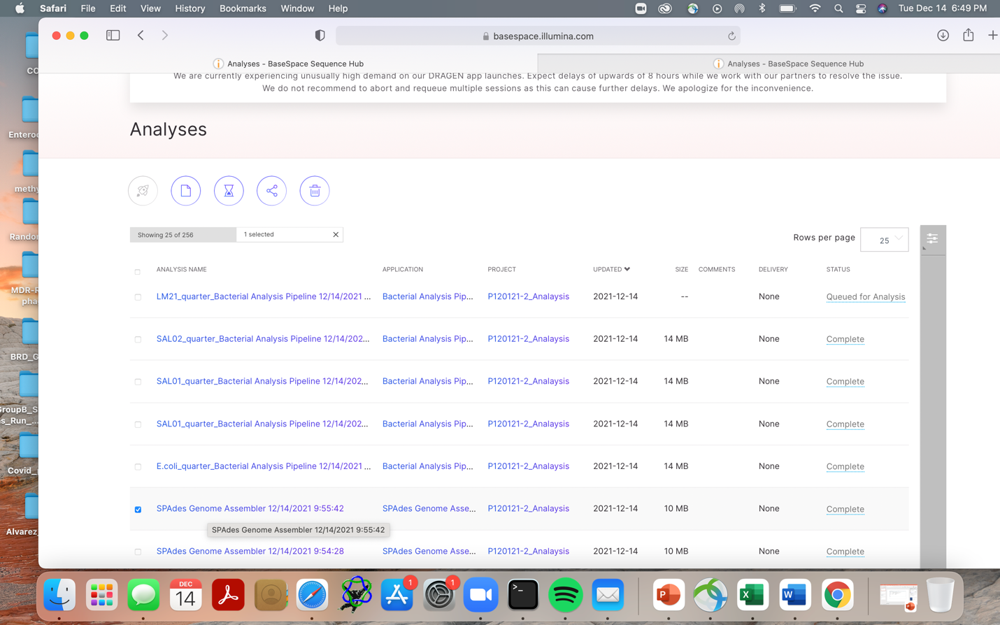 Safari File Edit View History Bookmarks Window Help
Tue Dec 14 6:49 PM
basespace.illumina.com
Analyses - BaseSpace Sequence Hub
Analyses - BaseSpace Sequence Hub
We are currently experiencing unusually high demand on our DRAGEN app launches. Expect delays of upwards of 8 hours while we work with our partners to resolve the issue.
We do not recommend to abort and requeue multiple sessions as this can cause further delays. We apologize for the inconvenience.
Analyses
Showing 25 of 256
1 selected
Rows per page
25
ANALYSIS NAME APPLICATION PROJECT UPDATED SIZE COMMENTS DELIVERY STATUS
LM21_quarter_Bacterial Analysis Pipeline 12/14/2021 ... Bacterial Analysis Pip... P120121-2_Analaysis 2021-12-14 -- None Queued for Analysis
SAL02_quarter_Bacterial Analysis Pipeline 12/14/202... Bacterial Analysis Pip... P120121-2_Analaysis 2021-12-14 14 MB None Complete
SAL01_quarter_Bacterial Analysis Pipeline 12/14/202... Bacterial Analysis Pip... P120121-2_Analaysis 2021-12-14 14 MB None Complete
SAL01_quarter_Bacterial Analysis Pipeline 12/14/202... Bacterial Analysis Pip... P120121-2_Analaysis 2021-12-14 14 MB None Complete
E.coli_quarter_Bacterial Analysis Pipeline 12/14/2021 ... Bacterial Analysis Pip... P120121-2_Analaysis 2021-12-14 14 MB None Complete
SPAdes Genome Assembler 12/14/2021 9:55:42 SPAdes Genome Asse... P120121-2_Analaysis 2021-12-14 10 MB None Complete
SPAdes Genome Assembler 12/14/2021 9:55:42
SPAdes Genome Assembler 12/14/2021 9:54:28 SPAdes Genome Asse... P120121-2_Analaysis 2021-12-14 10 MB None Complete
CO
Enteroc
methy
Random
MDR-R
pha
BRD_G
GroupB_S
as_Run_...
Covid_
Alvarez
DEC
14
1
1
>_
P
X
W